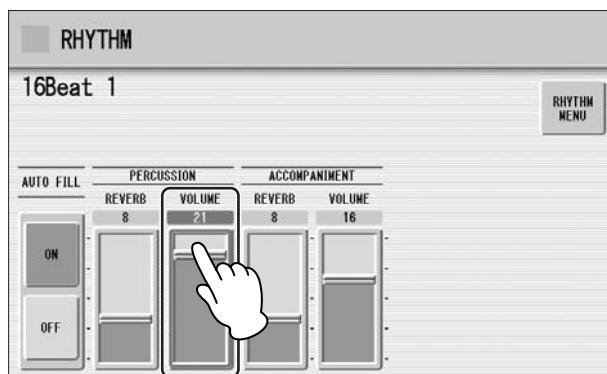 RHYTHM
16Beat 1
RHYTHM
MENU
AUTO FILL
PERCUSSION
ACCOMPANIMENT
REVERB
VOLUME
REVERB
VOLUME
8
21
8
16
ON
OFF